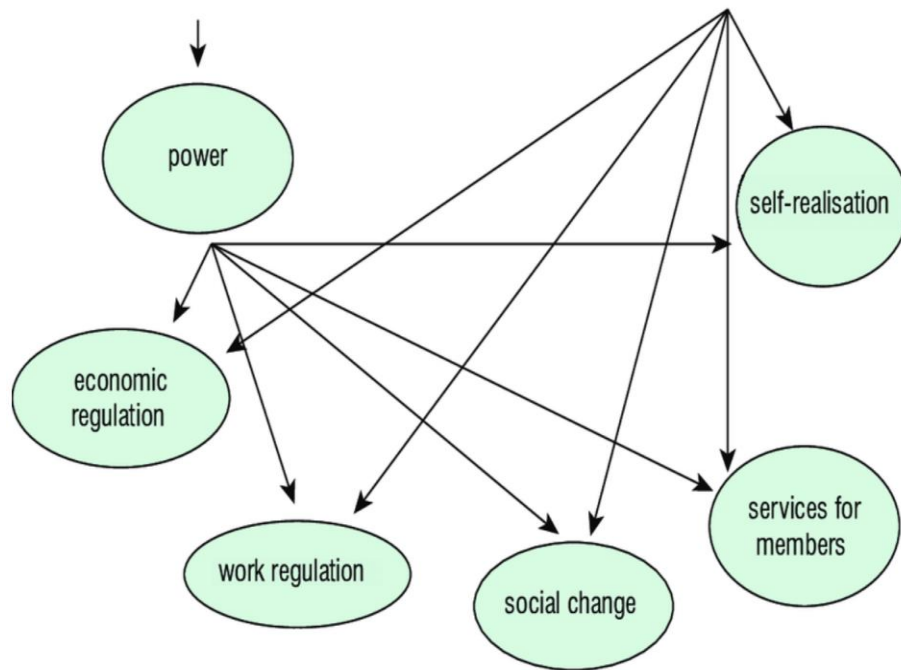 power
self-realisation
economic
regulation
services for
members
work regulation
social change